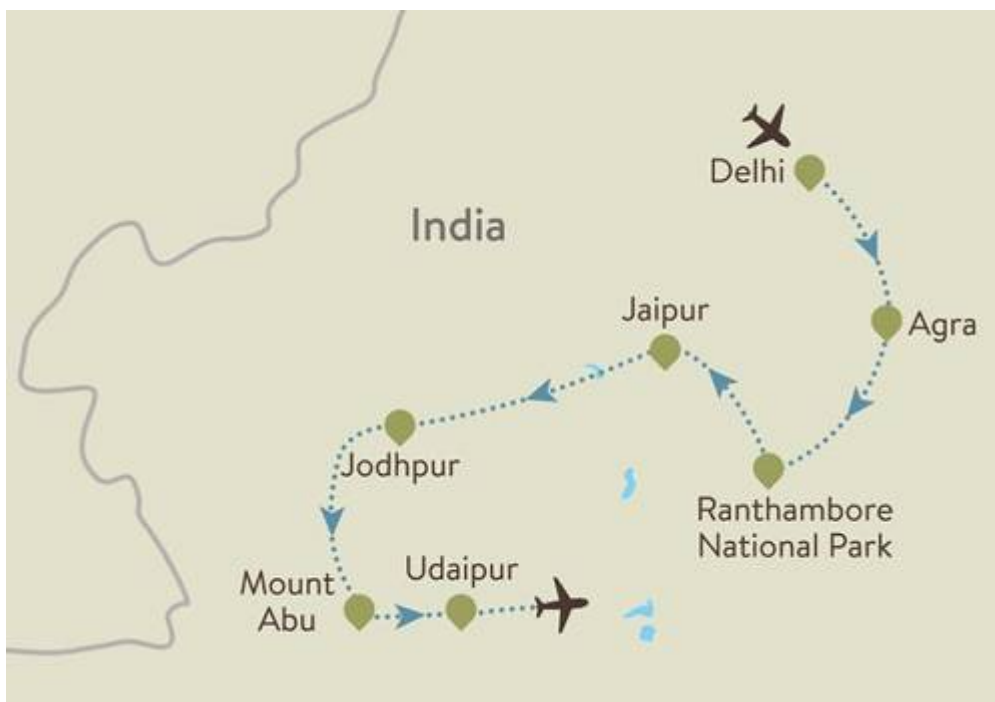 Delhi
India
Jaipur
Agra
Jodhpur
Ranthambore
National Park
Udaipur
Mount
Abu